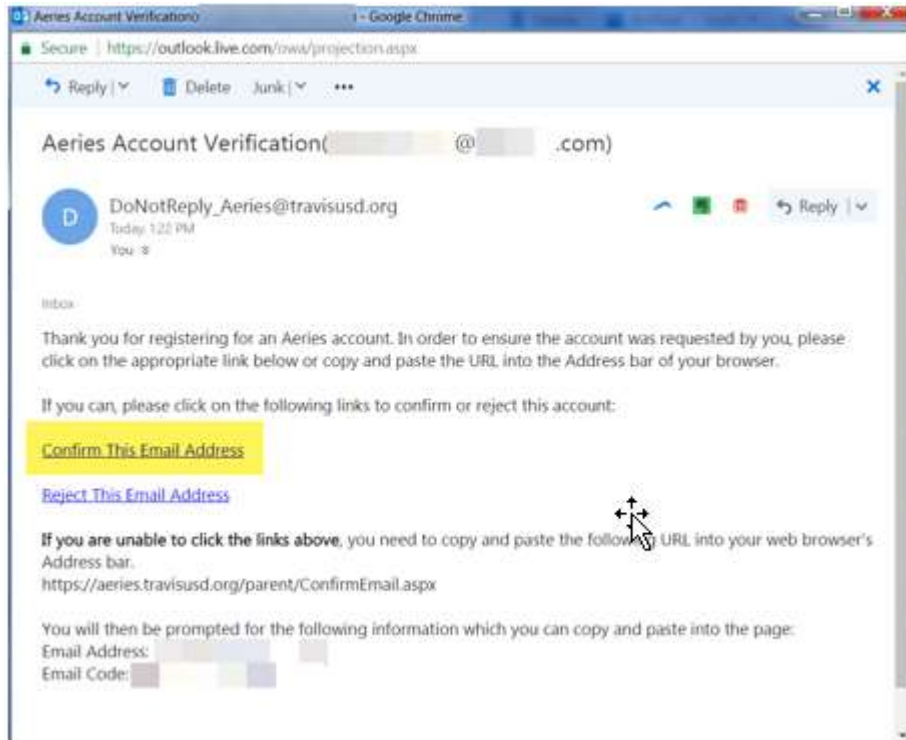 Aeries Account Verification - Google Chrome
Secure | https://outlook.live.com/owa/projection.aspx
Reply | Delete Junk | •••
Aeries Account Verification( @ .com)
D
DoNotReply_Aeries@travisusd.org
Reply |
Today 1:22 PM
You
Inbox
Thank you for registering for an Aeries account. In order to ensure the account was requested by you, please
click on the appropriate link below or copy and paste the URL into the Address bar of your browser.
If you can, please click on the following links to confirm or reject this account:
Confirm This Email Address
Reject This Email Address
If you are unable to click the links above, you need to copy and paste the following URL into your web browser's
Address bar.
https://aeries.travisusd.org/parent/ConfirmEmail.aspx
You will then be prompted for the following information which you can copy and paste into the page:
Email Address:
Email Code: